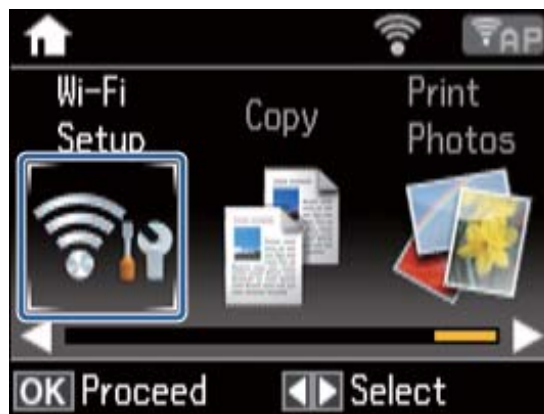 AP
Wi-Fi Setup
Copy
Print Photos
OK Proceed
Select